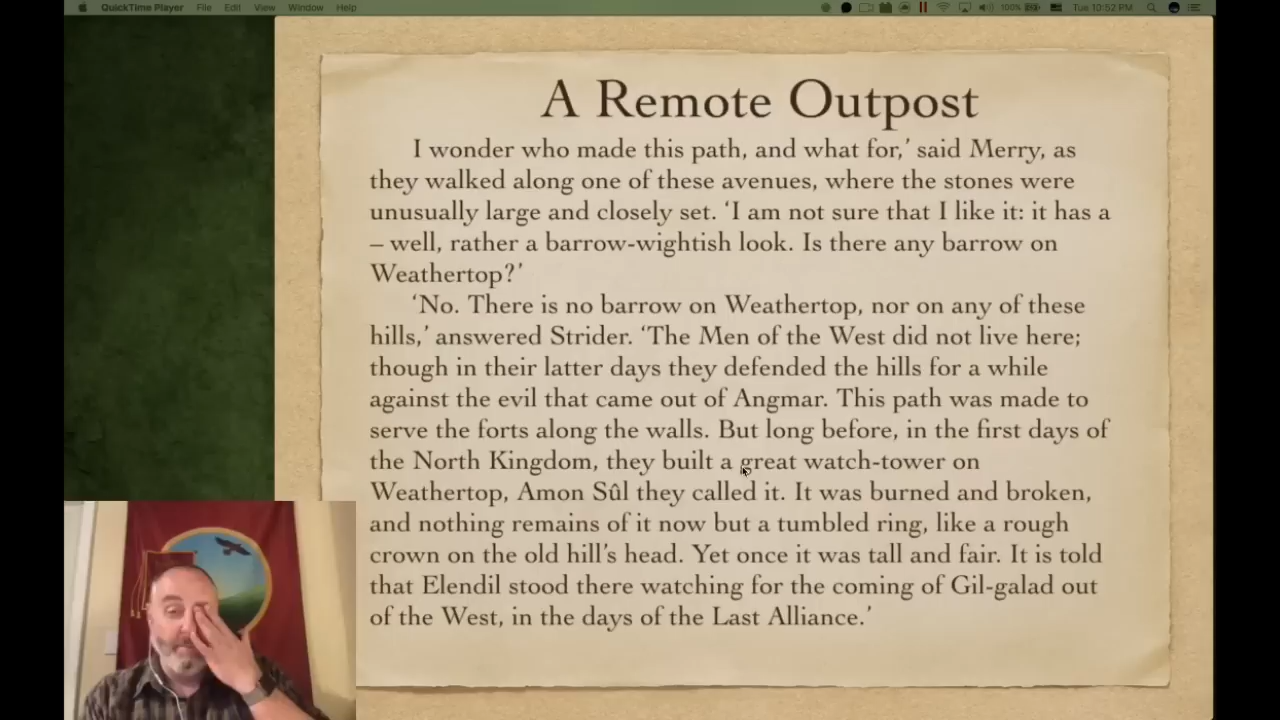 QuickTime Player File Edit View Window Help
100% Tue 10:52 PM
A Remote Outpost
I wonder who made this path, and what for,’ said Merry, as
they walked along one of these avenues, where the stones were
unusually large and closely set. ‘I am not sure that I like it: it has a
– well, rather a barrow-wightish look. Is there any barrow on
Weathertop?’
‘No. There is no barrow on Weathertop, nor on any of these
hills,’ answered Strider. ‘The Men of the West did not live here;
though in their latter days they defended the hills for a while
against the evil that came out of Angmar. This path was made to
serve the forts along the walls. But long before, in the first days of
the North Kingdom, they built a great watch-tower on
Weathertop, Amon Sûl they called it. It was burned and broken,
and nothing remains of it now but a tumbled ring, like a rough
crown on the old hill’s head. Yet once it was tall and fair. It is told
that Elendil stood there watching for the coming of Gil-galad out
of the West, in the days of the Last Alliance.’